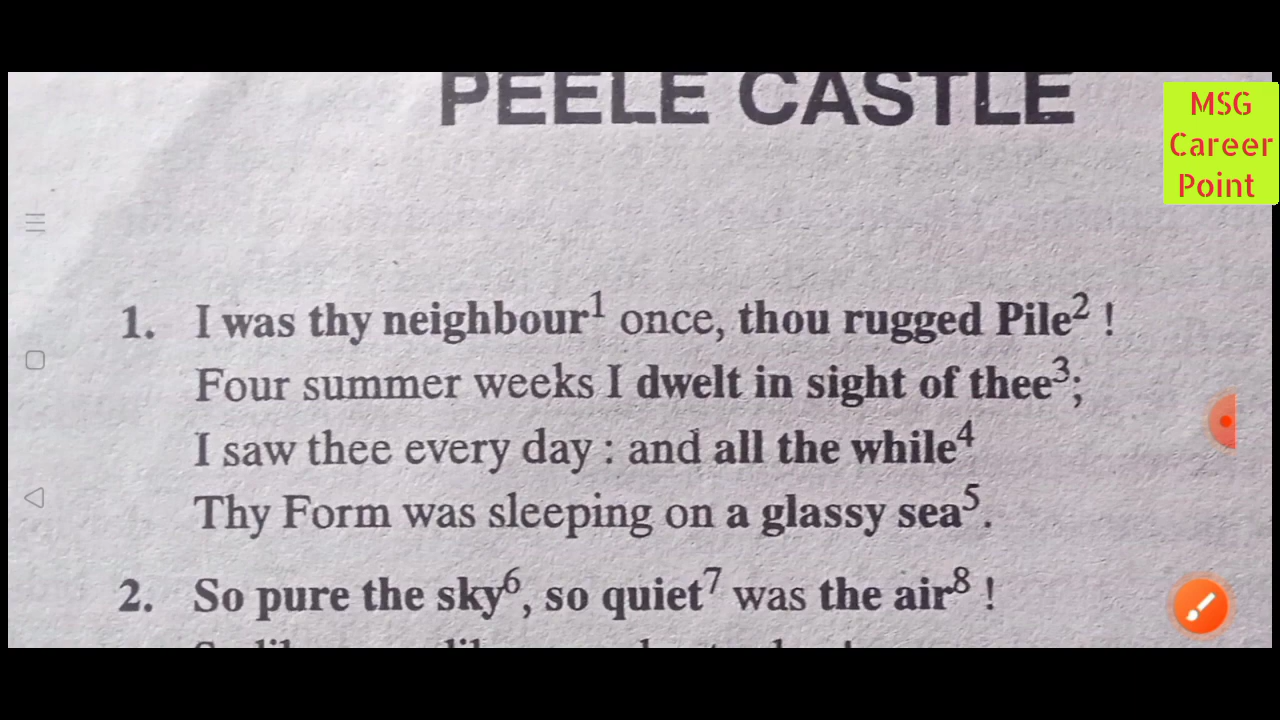 PEELE CASTLE
MSG
Career
Point
1. I was thy neighbour¹ once, thou rugged Pile² !
Four summer weeks I dwelt in sight of thee³;
I saw thee every day : and all the while⁴
Thy Form was sleeping on a glassy sea⁵.
2. So pure the sky⁶, so quiet⁷ was the air⁸ !